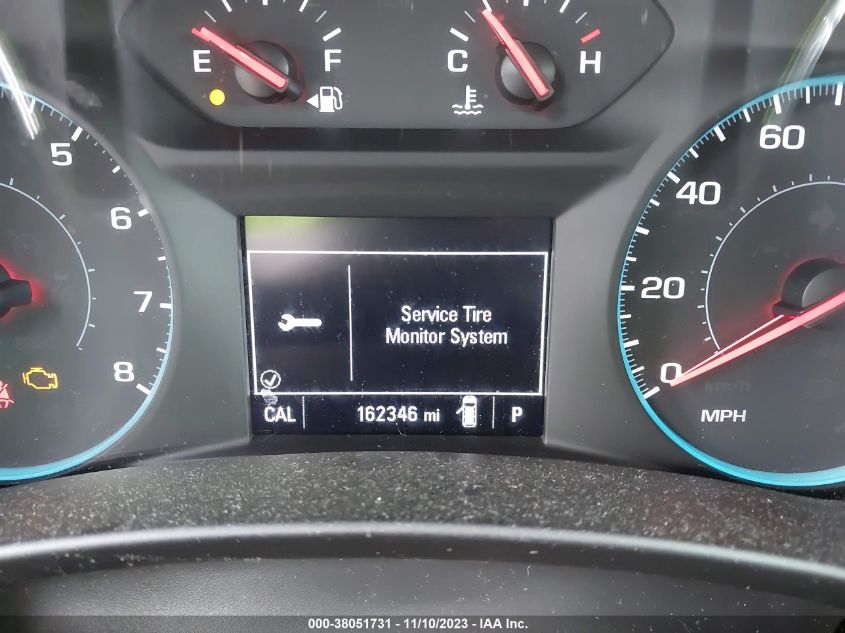 E F C H
5
6
7
8
60
40
20
0
km/h
MPH
Service Tire
Monitor System
CAL 162346 mi P
000-38051731 - 11/10/2023 - IAA Inc.